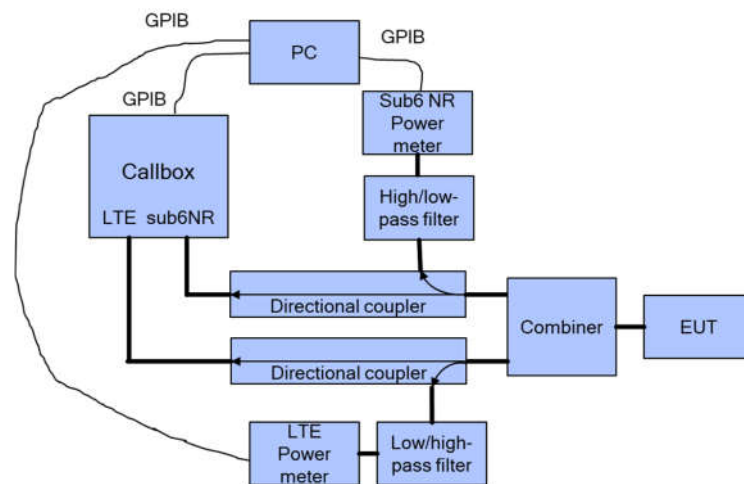 GPIB
PC
GPIB
GPIB
Sub6 NR
Power
meter
Callbox
LTE sub6NR
High/low-
pass filter
Directional coupler
Combiner
EUT
Directional coupler
LTE
Power
meter
Low/high-
pass filter